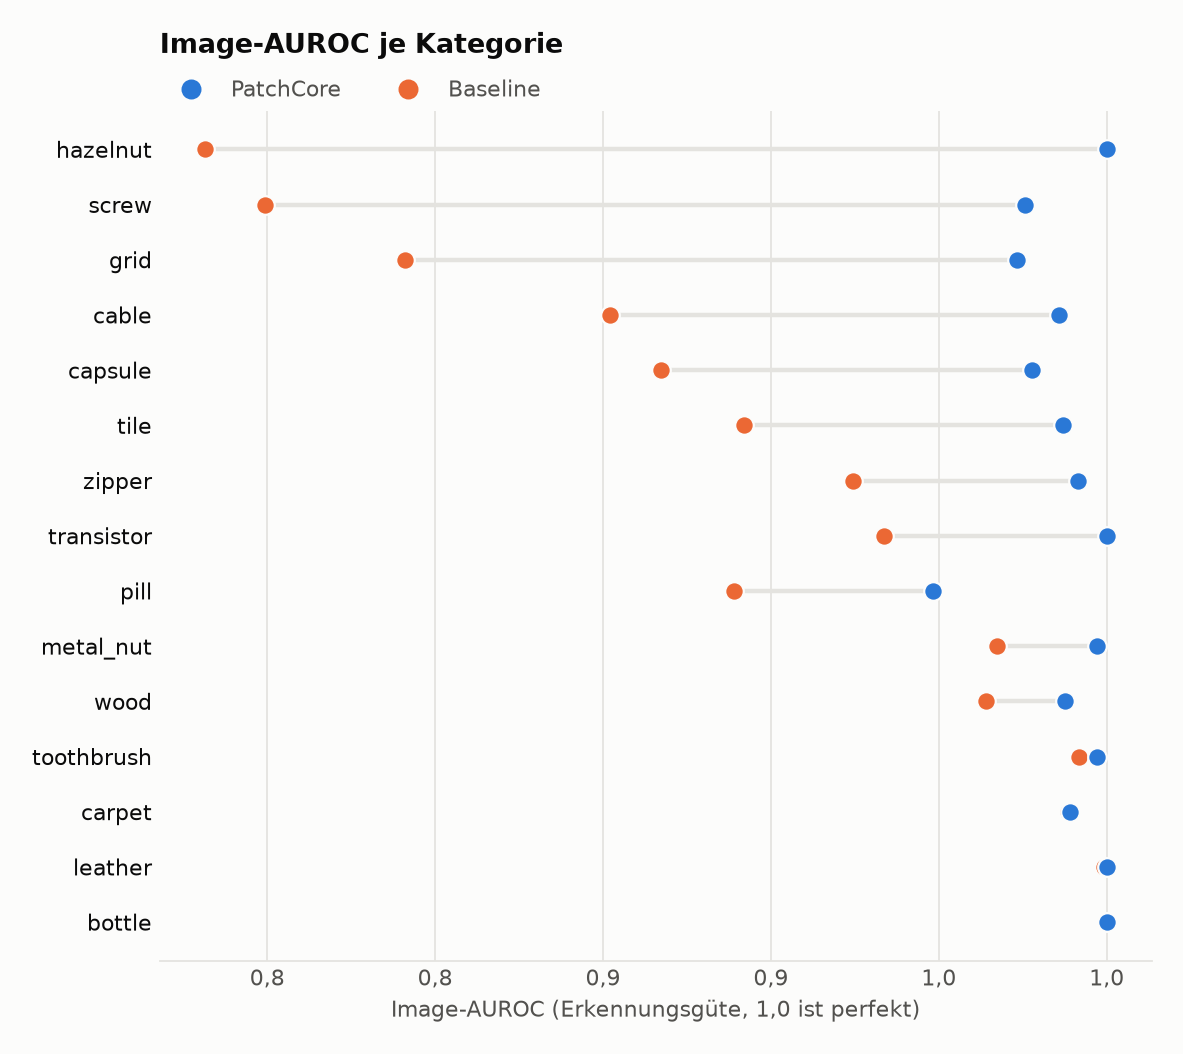 Image-AUROC je Kategorie
PatchCore Baseline
hazelnut
screw
grid
cable
capsule
tile
zipper
transistor
pill
metal_nut
wood
toothbrush
carpet
leather
bottle
0,8 0,8 0,9 0,9 1,0 1,0
Image-AUROC (Erkennungsgüte, 1,0 ist perfekt)